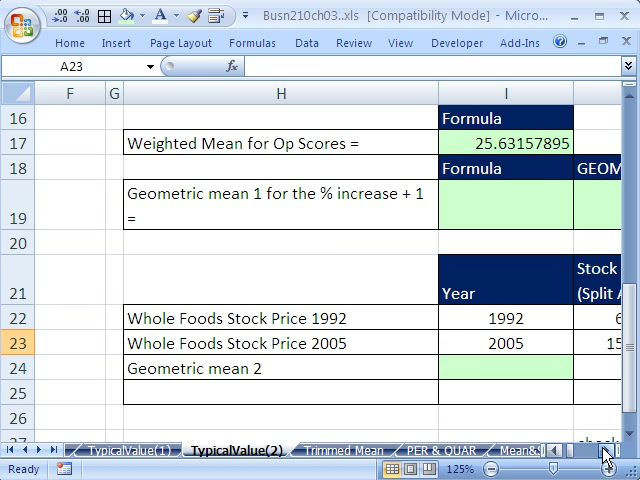 Busn210ch03..xls [Compatibility Mode] - Micro...
Home Insert Page Layout Formulas Data Review View Developer Add-Ins
A23 fx
F G H I
16 Formula
17 Weighted Mean for Op Scores = 25.63157895
18 Formula GEOM
19 Geometric mean 1 for the % increase + 1
=
20
21 Year Stock
(Split A
22 Whole Foods Stock Price 1992 1992 6
23 Whole Foods Stock Price 2005 2005 15
24 Geometric mean 2
25
26
27
TypicalValue(1) TypicalValue(2) Trimmed Mean PER & QUAR Mean&S
Ready 125%